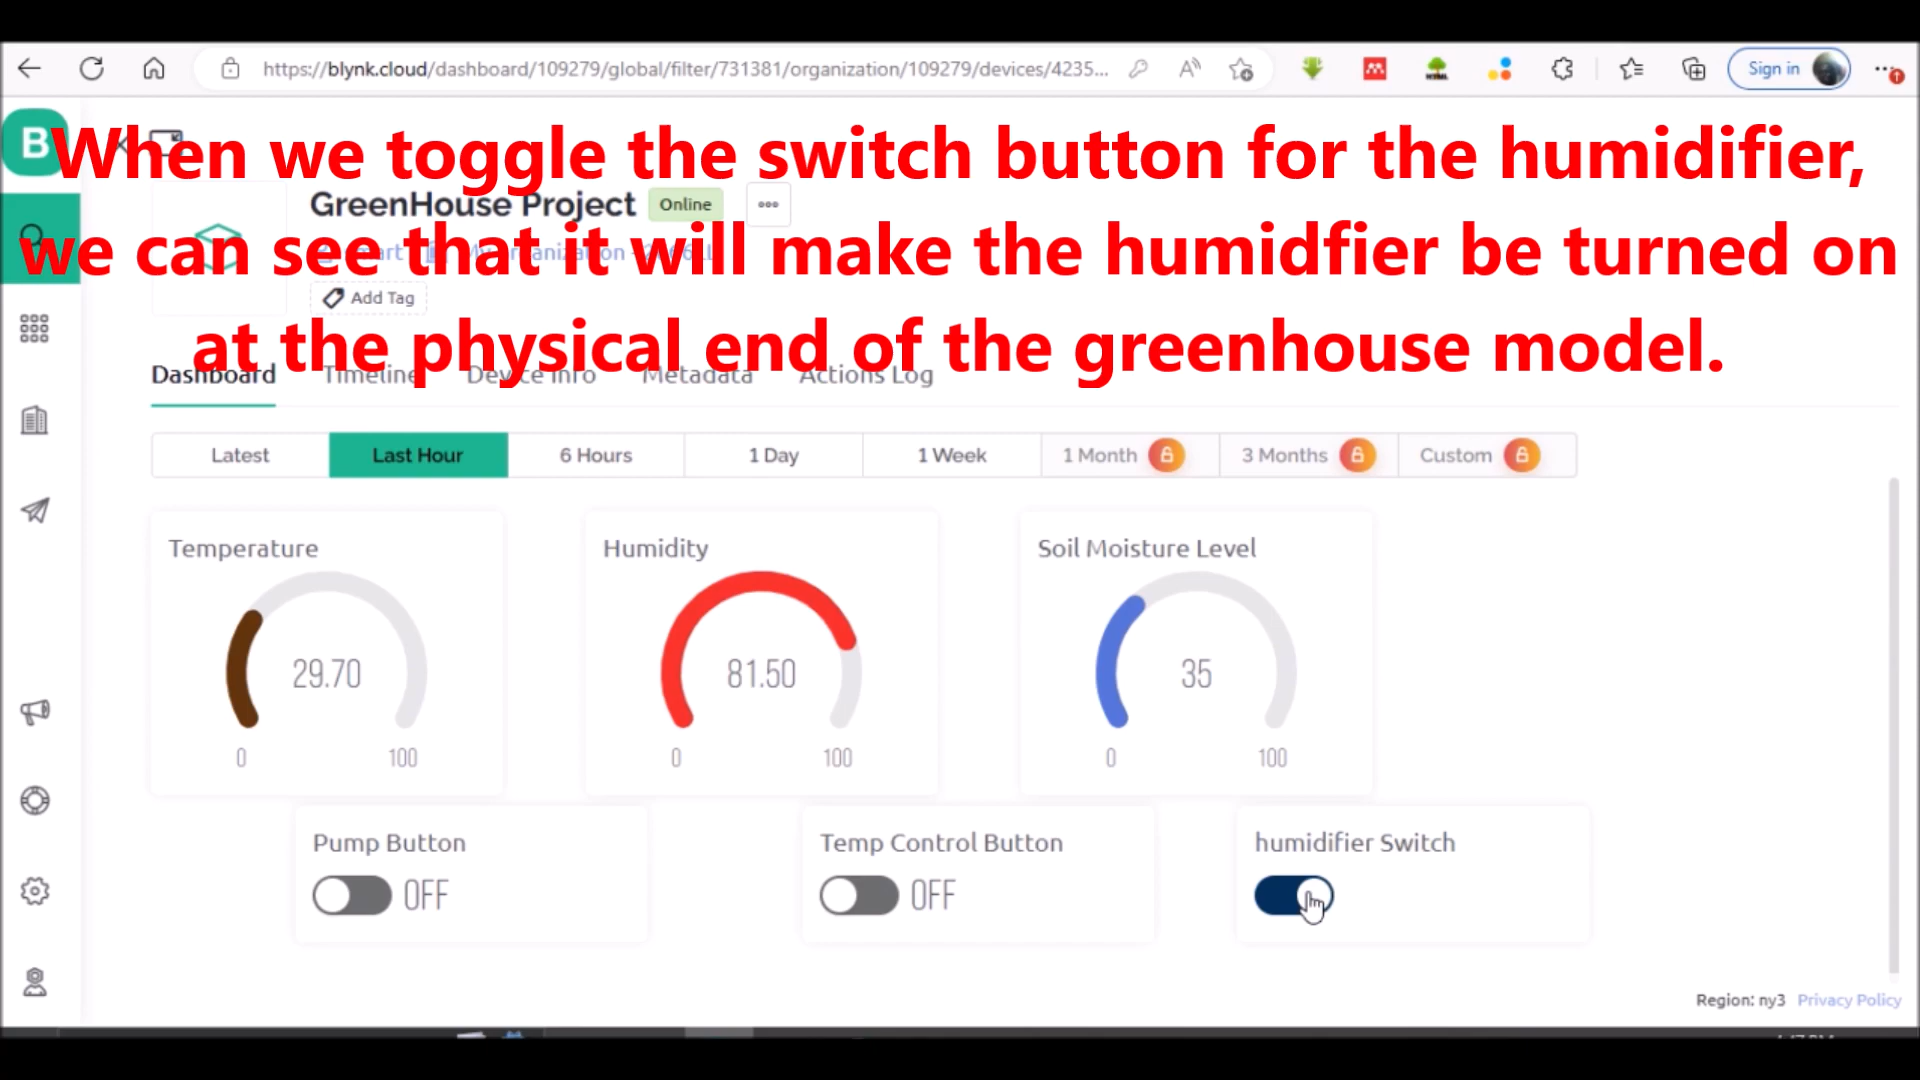 https://blynk.cloud/dashboard/109279/global/filter/731381/organization/109279/devices/4235...
Sign in
B
When we toggle the switch button for the humidifier,
GreenHouse Project
Online
we can see that it will make the humidfier be turned on
Add Tag
at the physical end of the greenhouse model.
Dashboard Timeline Device Info Metadata Actions Log
Latest Last Hour 6 Hours 1 Day 1 Week 1 Month 3 Months Custom
Temperature Humidity Soil Moisture Level
29.70 81.50 35
0 100 0 100 0 100
Pump Button Temp Control Button humidifier Switch
OFF OFF
Region: ny3 Privacy Policy